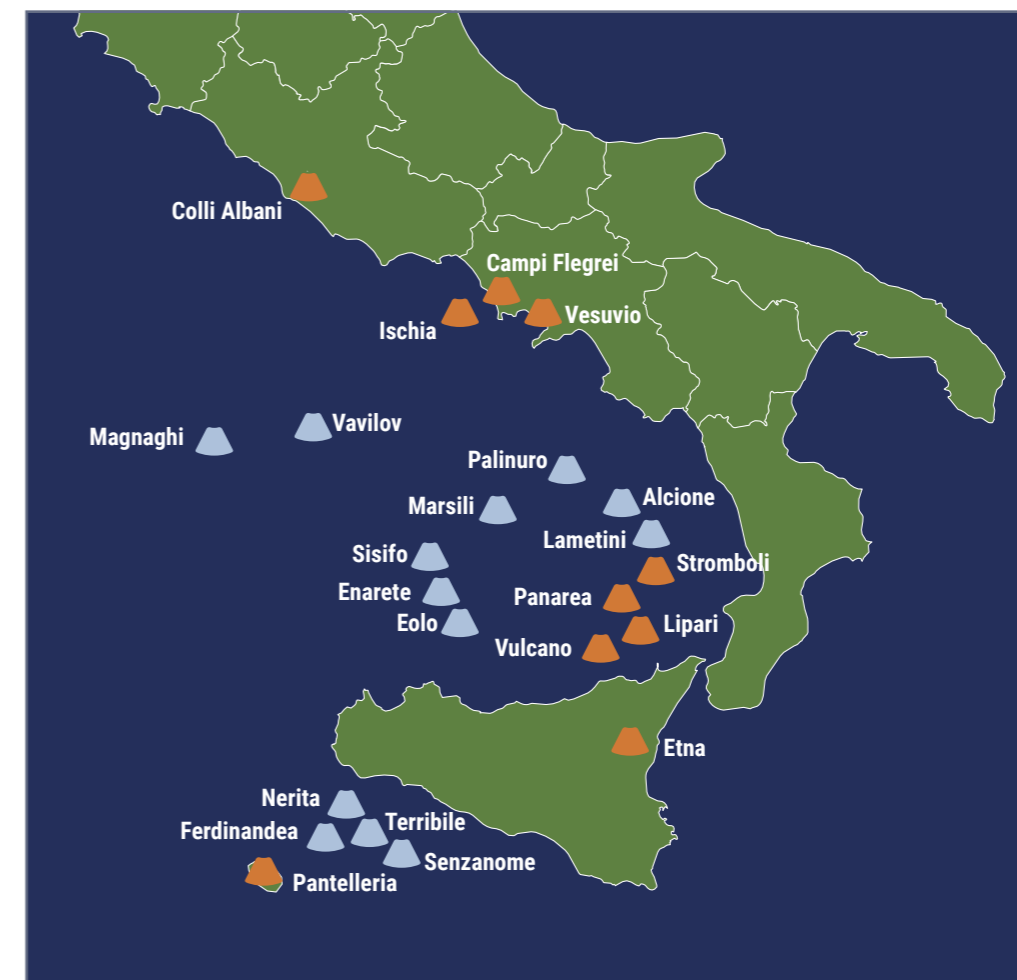 Colli Albani
Campi Flegrei
Ischia
Vesuvio
Magnaghi
Vavilov
Palinuro
Marsili
Alcione
Lametini
Sisifo
Stromboli
Enarete
Panarea
Eolo
Lipari
Vulcano
Etna
Nerita
Ferdinandea
Terribile
Senzanome
Pantelleria